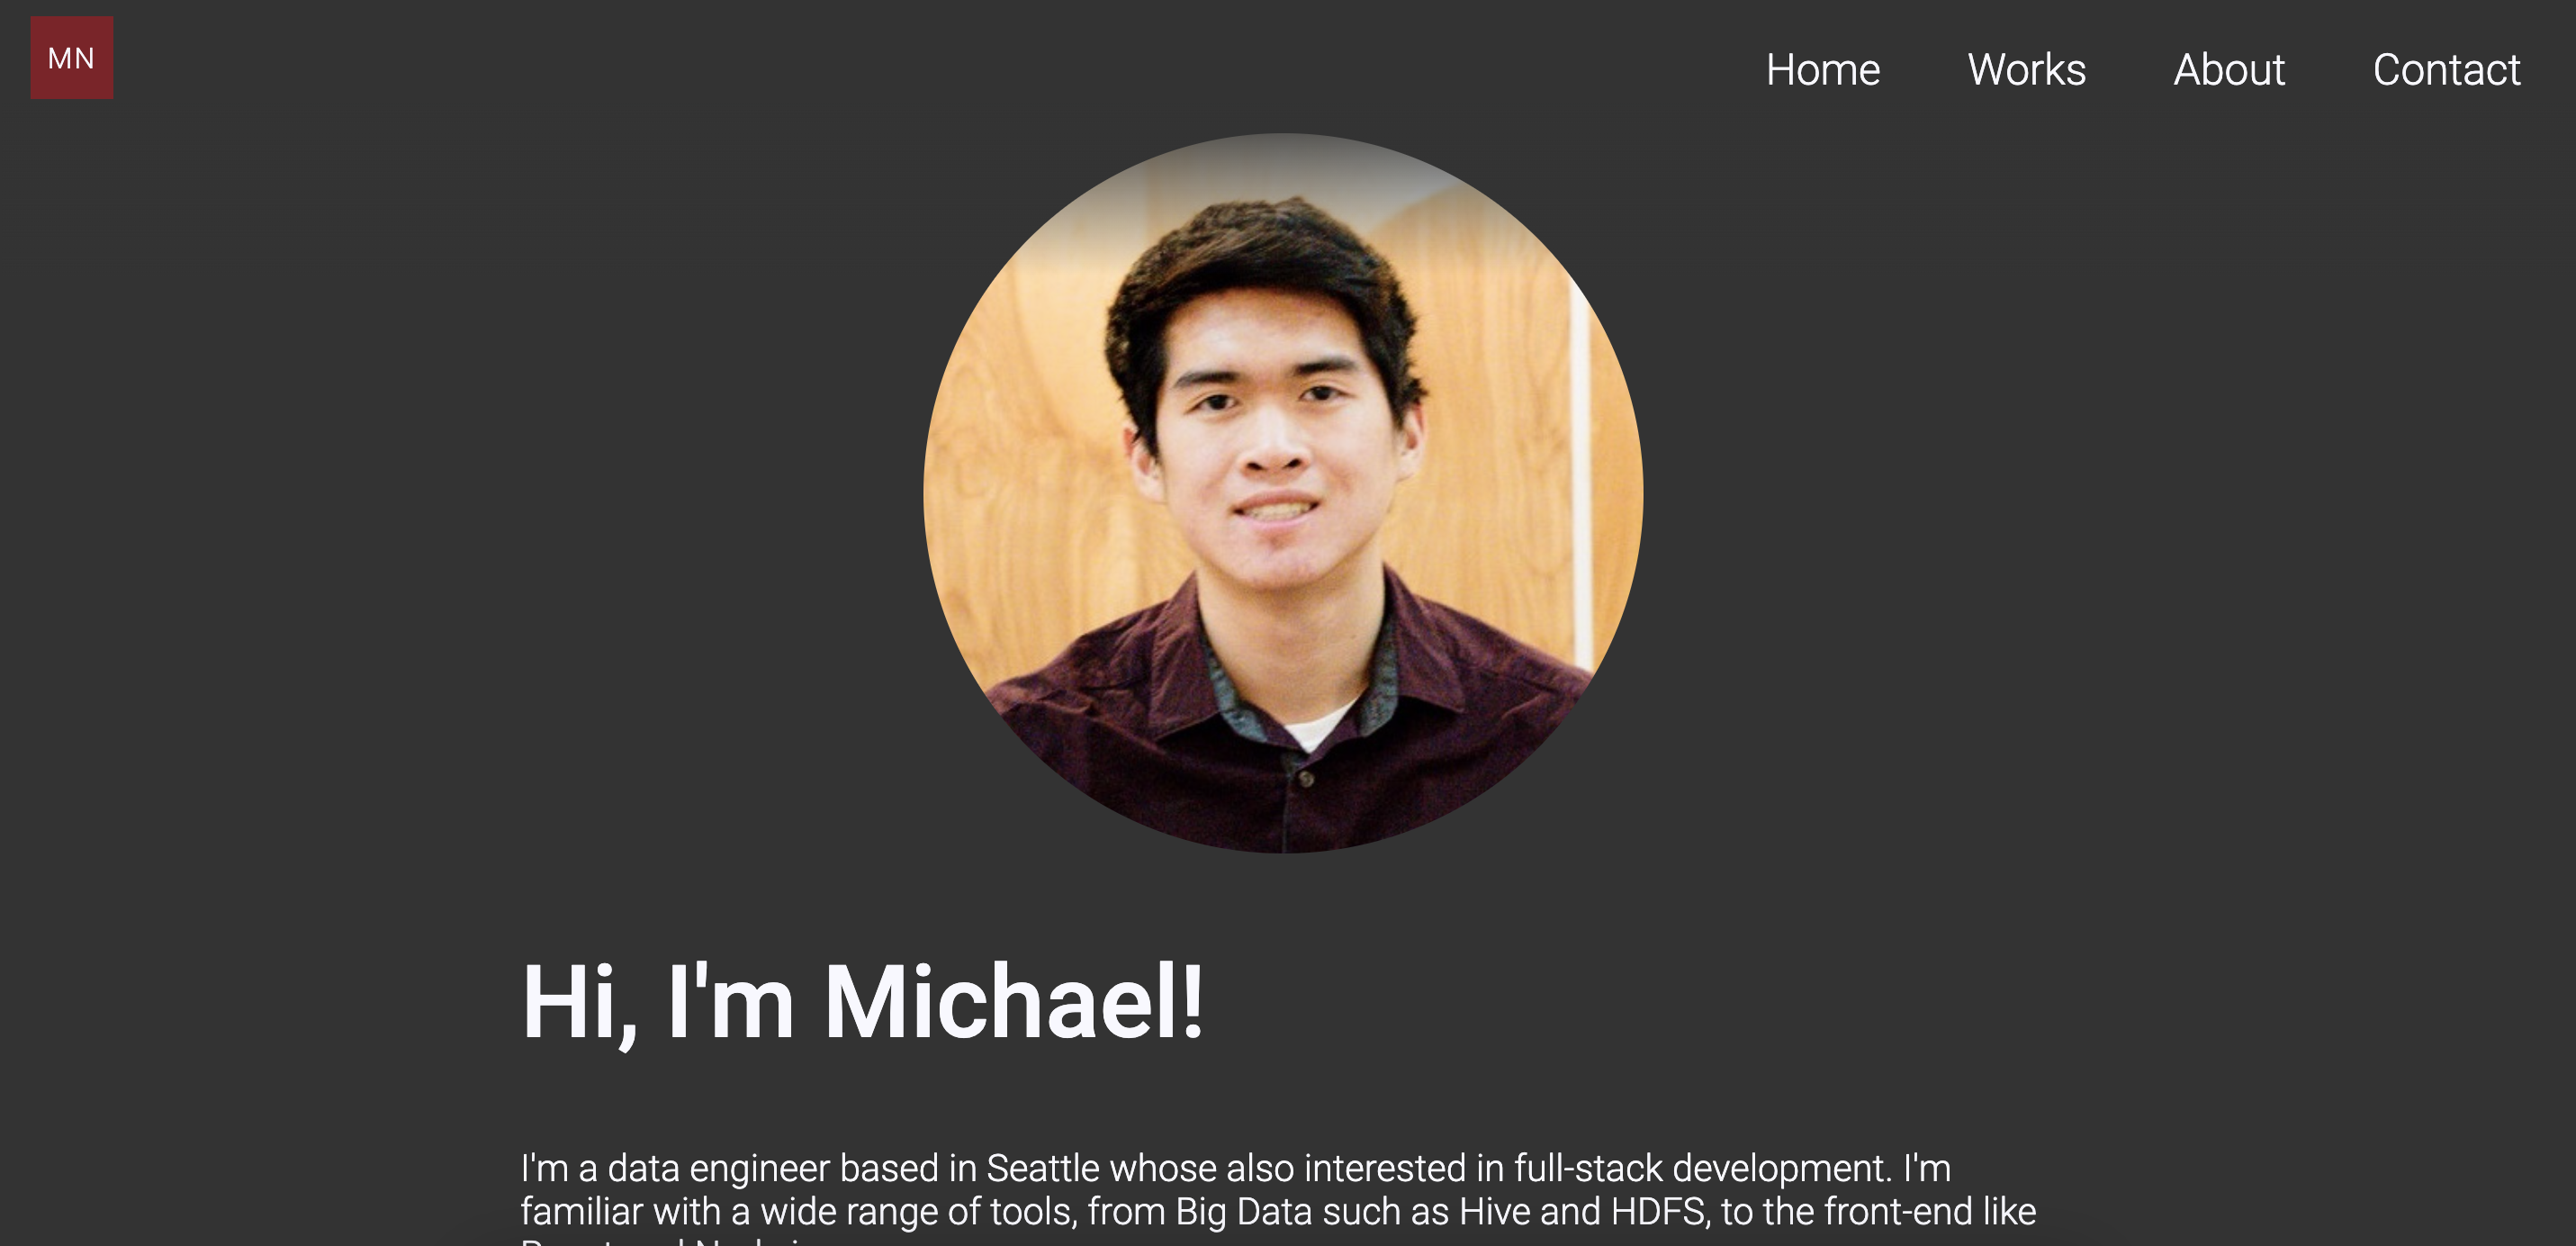 MN
Home Works About Contact
Hi, I'm Michael!
I'm a data engineer based in Seattle whose also interested in full-stack development. I'm
familiar with a wide range of tools, from Big Data such as Hive and HDFS, to the front-end like